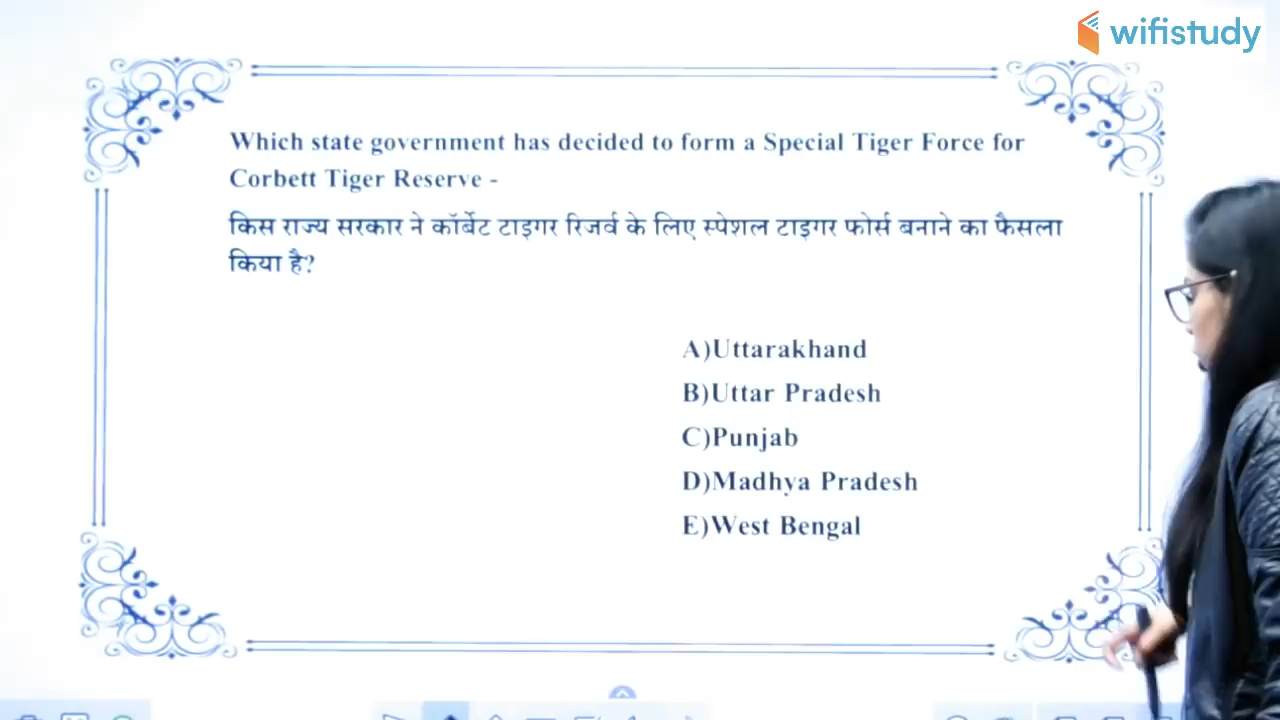 wifistudy
Which state government has decided to form a Special Tiger Force for
Corbett Tiger Reserve -
किस राज्य सरकार ने कॉर्बेट टाइगर रिजर्व के लिए स्पेशल टाइगर फोर्स बनाने का फैसला
किया है?
A)Uttarakhand
B)Uttar Pradesh
C)Punjab
D)Madhya Pradesh
E)West Bengal